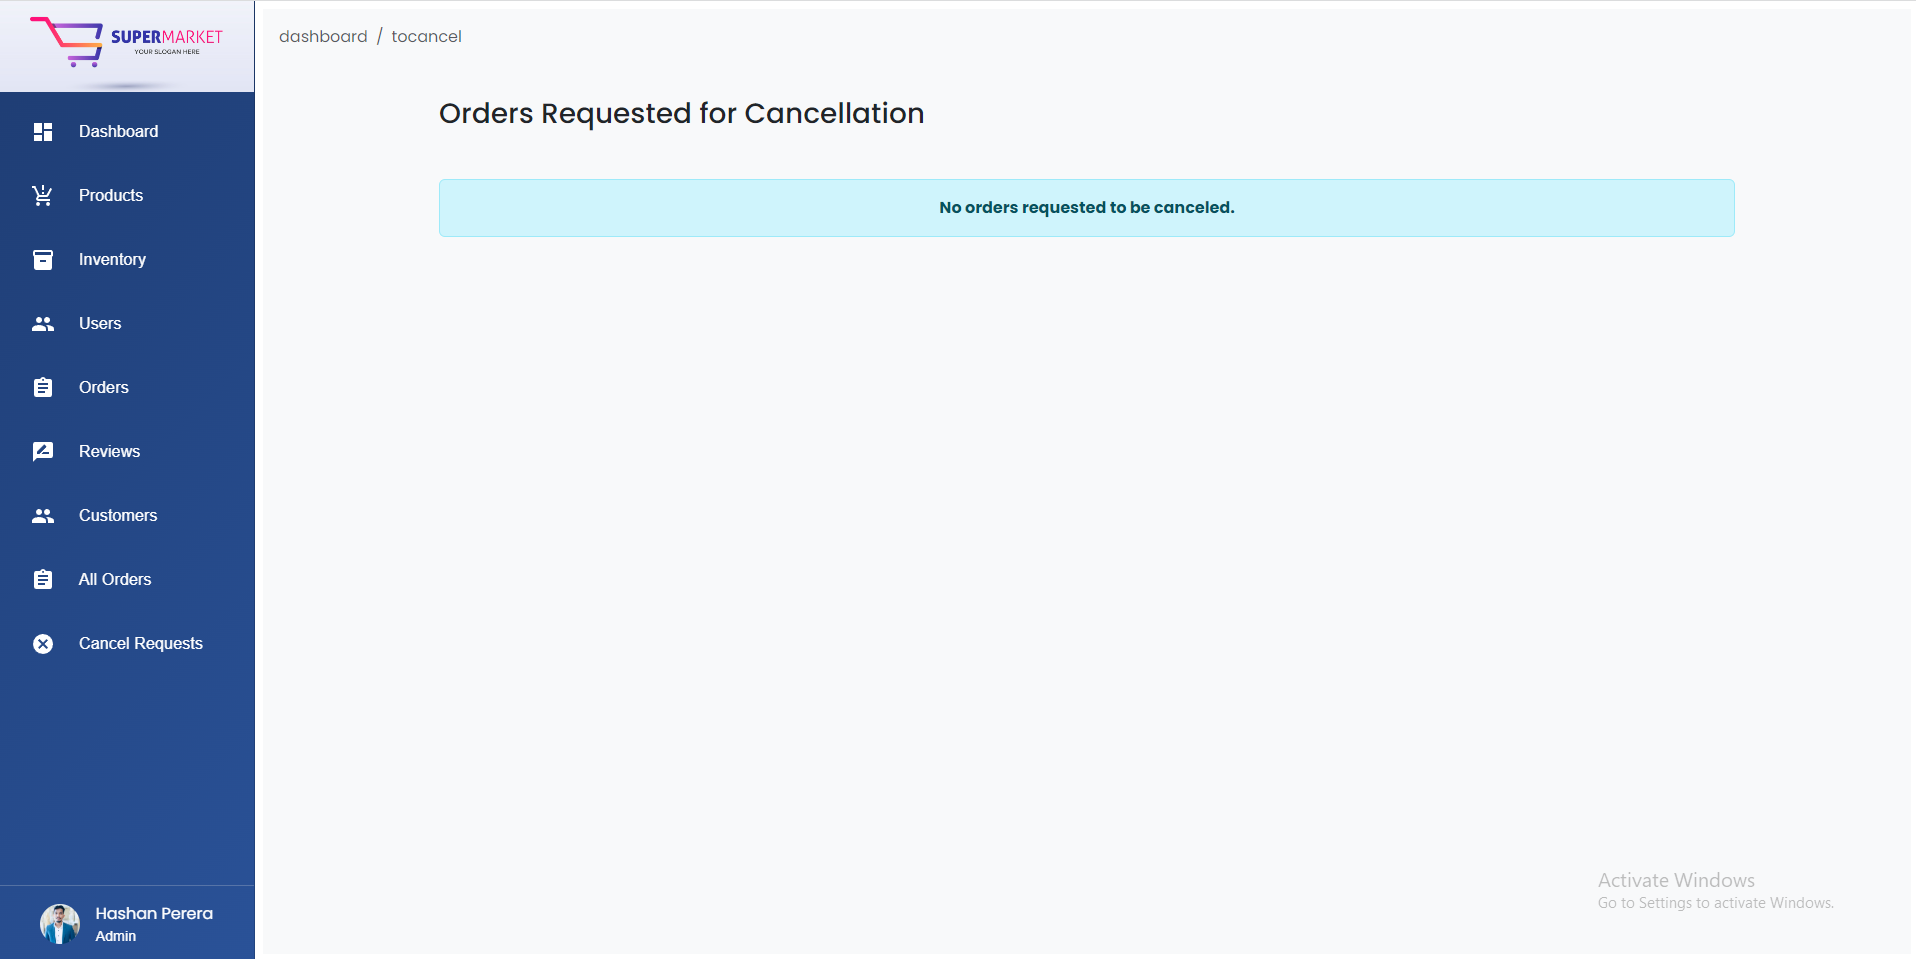 SUPERMARKET
YOUR SLOGAN HERE
Dashboard
Products
Inventory
Users
Orders
Reviews
Customers
All Orders
Cancel Requests
Hashan Perera
Admin
dashboard / tocancel
Orders Requested for Cancellation
No orders requested to be canceled.
Activate Windows
Go to Settings to activate Windows.